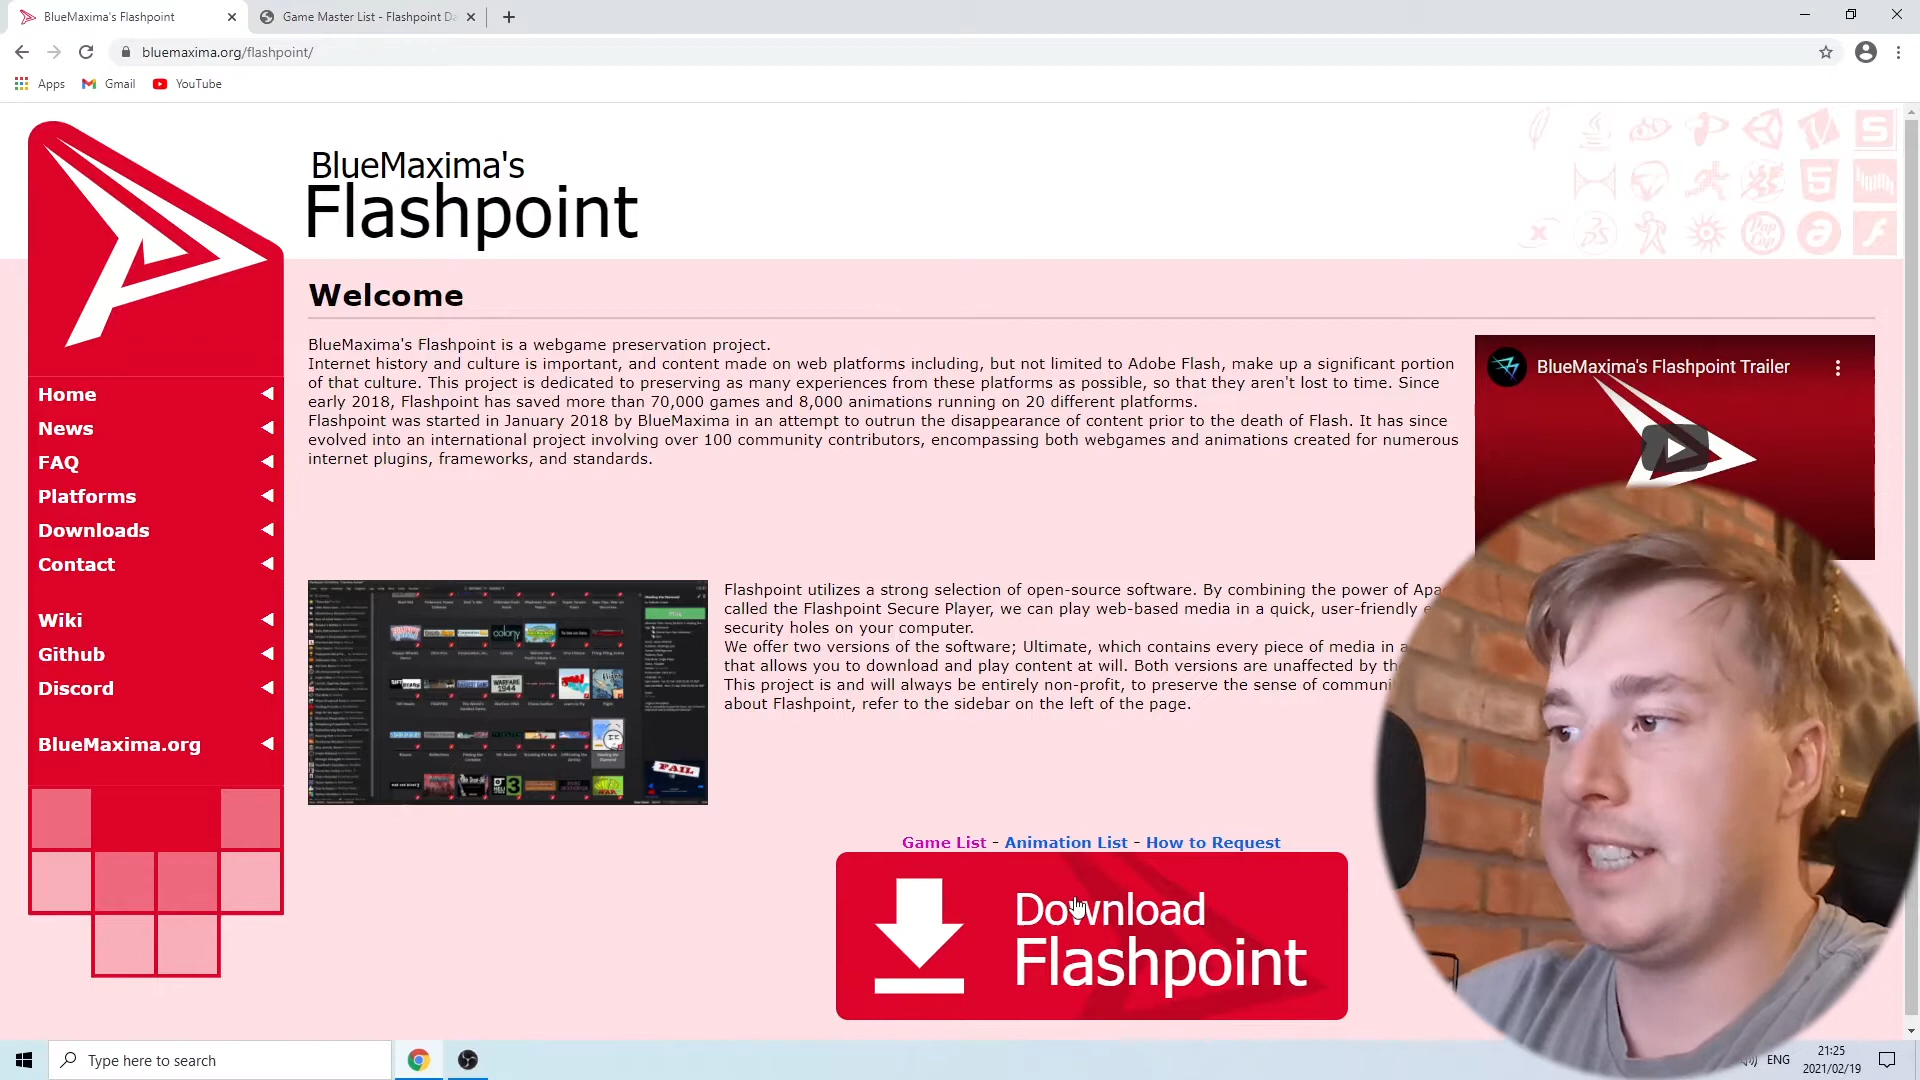 BlueMaxima's Flashpoint
Game Master List - Flashpoint Da
bluemaxima.org/flashpoint/
Apps
Gmail
YouTube
BlueMaxima's
Flashpoint
Home
News
FAQ
Platforms
Downloads
Contact
Wiki
Github
Discord
BlueMaxima.org
Welcome
BlueMaxima's Flashpoint is a webgame preservation project.
Internet history and culture is important, and content made on web platforms including, but not limited to Adobe Flash, make up a significant portion
of that culture. This project is dedicated to preserving as many experiences from these platforms as possible, so that they aren't lost to time. Since
early 2018, Flashpoint has saved more than 70,000 games and 8,000 animations running on 20 different platforms.
Flashpoint was started in January 2018 by BlueMaxima in an attempt to outrun the disappearance of content prior to the death of Flash. It has since
evolved into an international project involving over 100 community contributors, encompassing both webgames and animations created for numerous
internet plugins, frameworks, and standards.
BlueMaxima's Flashpoint Trailer
colony
WARFARE
1944
3
FAIL
Flashpoint utilizes a strong selection of open-source software. By combining the power of Apa
called the Flashpoint Secure Player, we can play web-based media in a quick, user-friendly e
security holes on your computer.
We offer two versions of the software; Ultimate, which contains every piece of media in a
that allows you to download and play content at will. Both versions are unaffected by th
This project is and will always be entirely non-profit, to preserve the sense of communi
about Flashpoint, refer to the sidebar on the left of the page.
Game List - Animation List - How to Request
Download
Flashpoint
Type here to search
ENG
21:25
2021/02/19